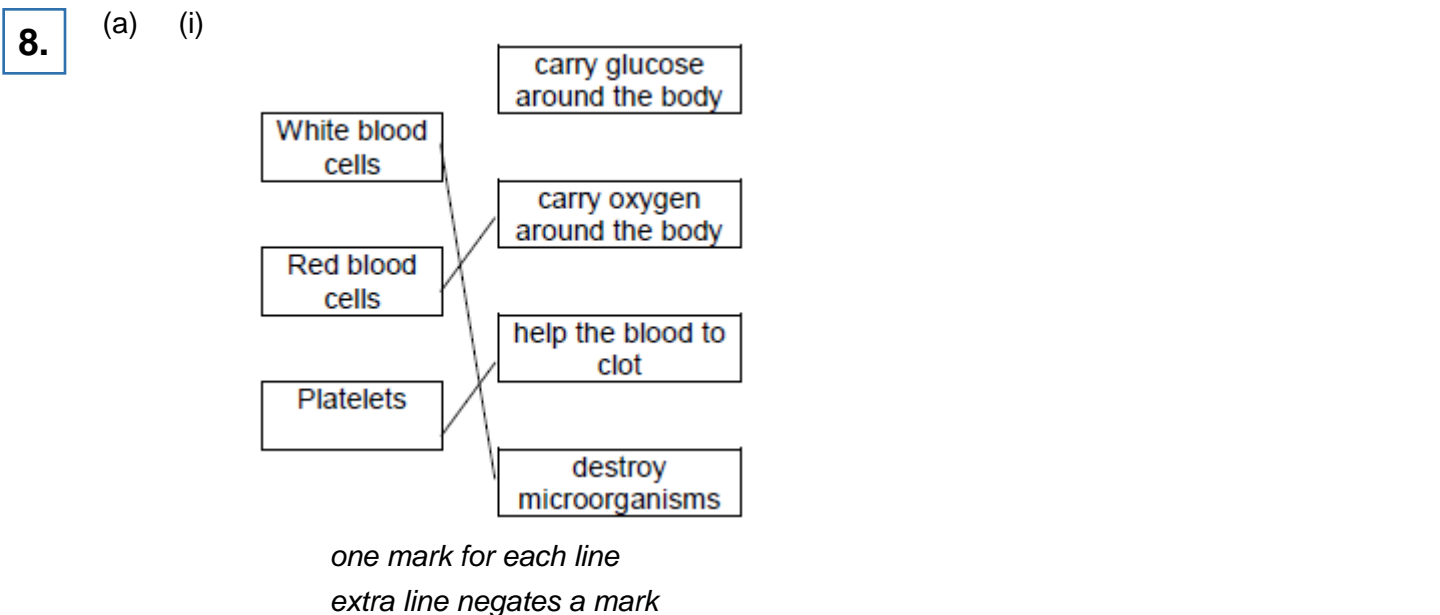 8.
(a) (i)
carry glucose
around the body
White blood
cells
carry oxygen
around the body
Red blood
cells
help the blood to
clot
Platelets
destroy
microorganisms
one mark for each line
extra line negates a mark